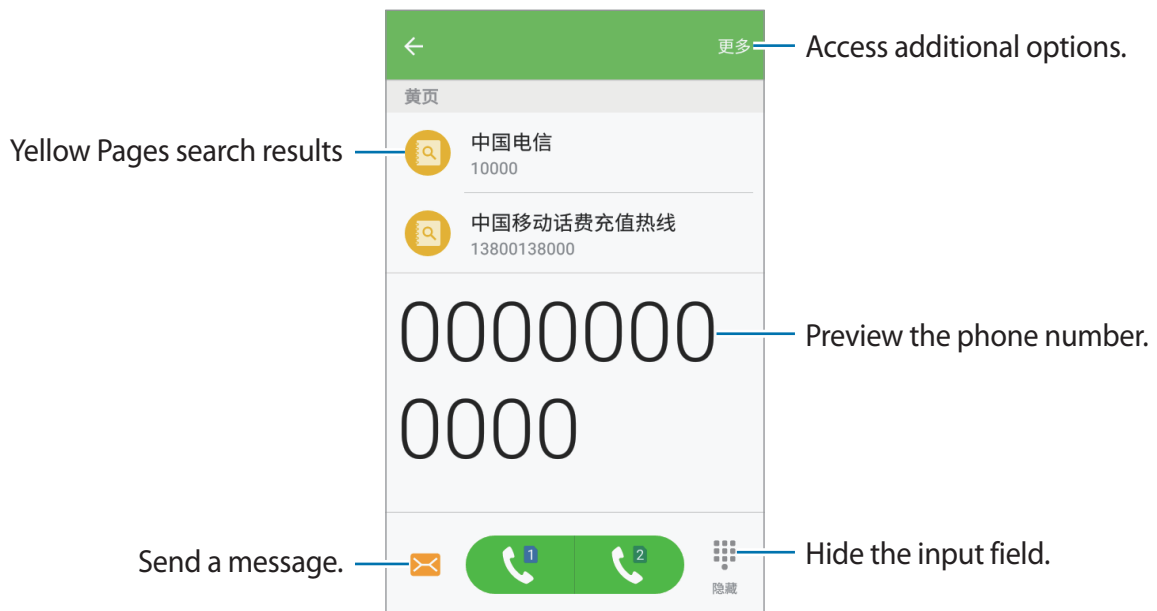 更多
Access additional options.
黄页
Yellow Pages search results
中国电信
10000
中国移动话费充值热线
13800138000
0000000
0000
Preview the phone number.
Send a message.
1
2
Hide the input field.
隐藏